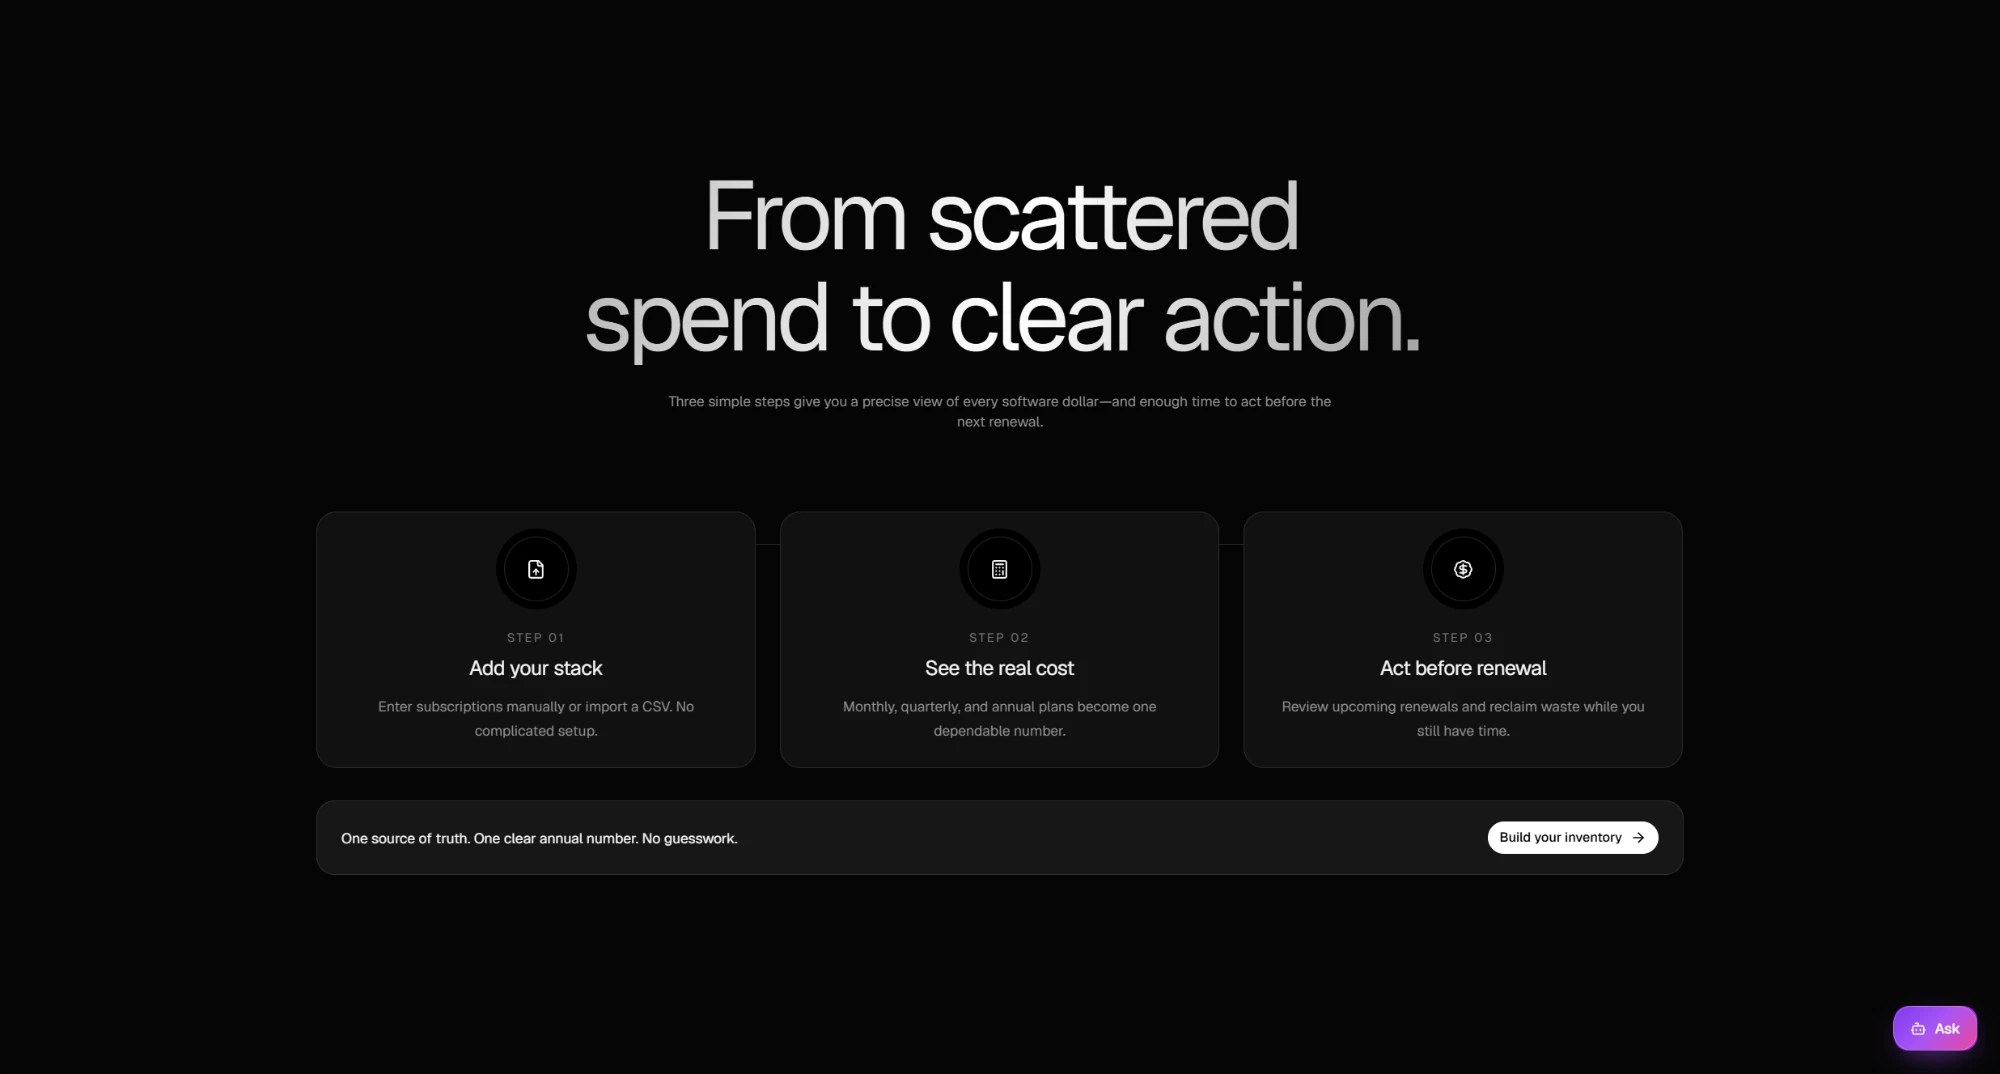 From scattered
spend to clear action.
Three simple steps give you a precise view of every software dollar—and enough time to act before the
next renewal.
STEP 01
Add your stack
Enter subscriptions manually or import a CSV. No
complicated setup.
STEP 02
See the real cost
Monthly, quarterly, and annual plans become one
dependable number.
STEP 03
Act before renewal
Review upcoming renewals and reclaim waste while you
still have time.
One source of truth. One clear annual number. No guesswork.
Build your inventory
Ask